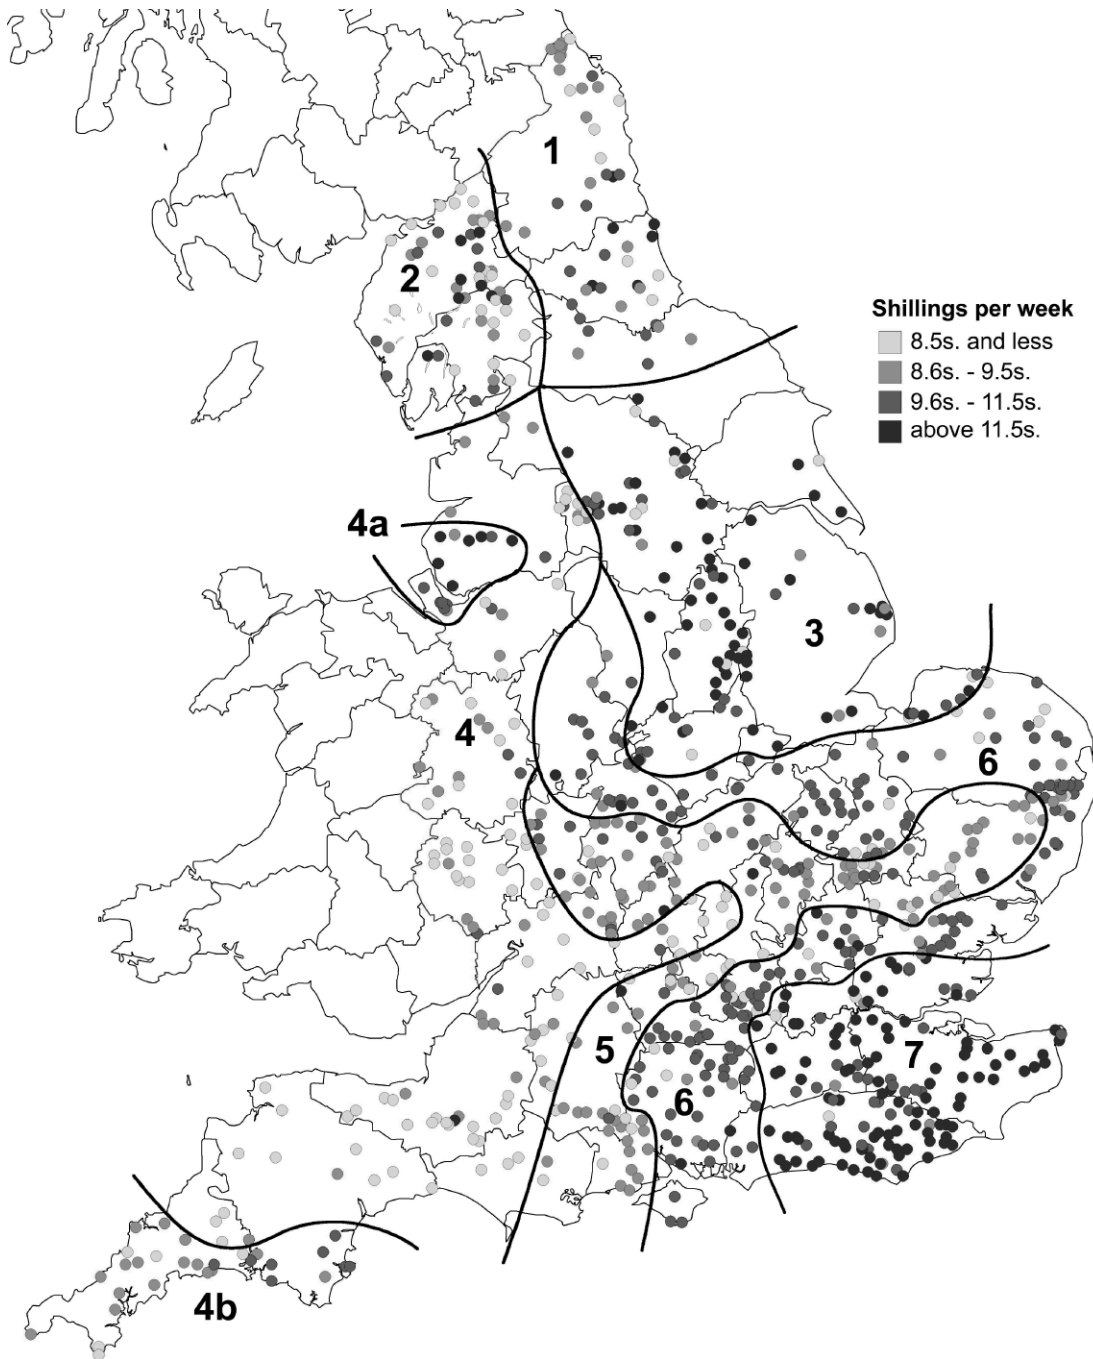 1
2
Shillings per week
8.5s. and less
8.6s. - 9.5s.
9.6s. - 11.5s.
above 11.5s.
4a
3
4
6
5
7
6
4b